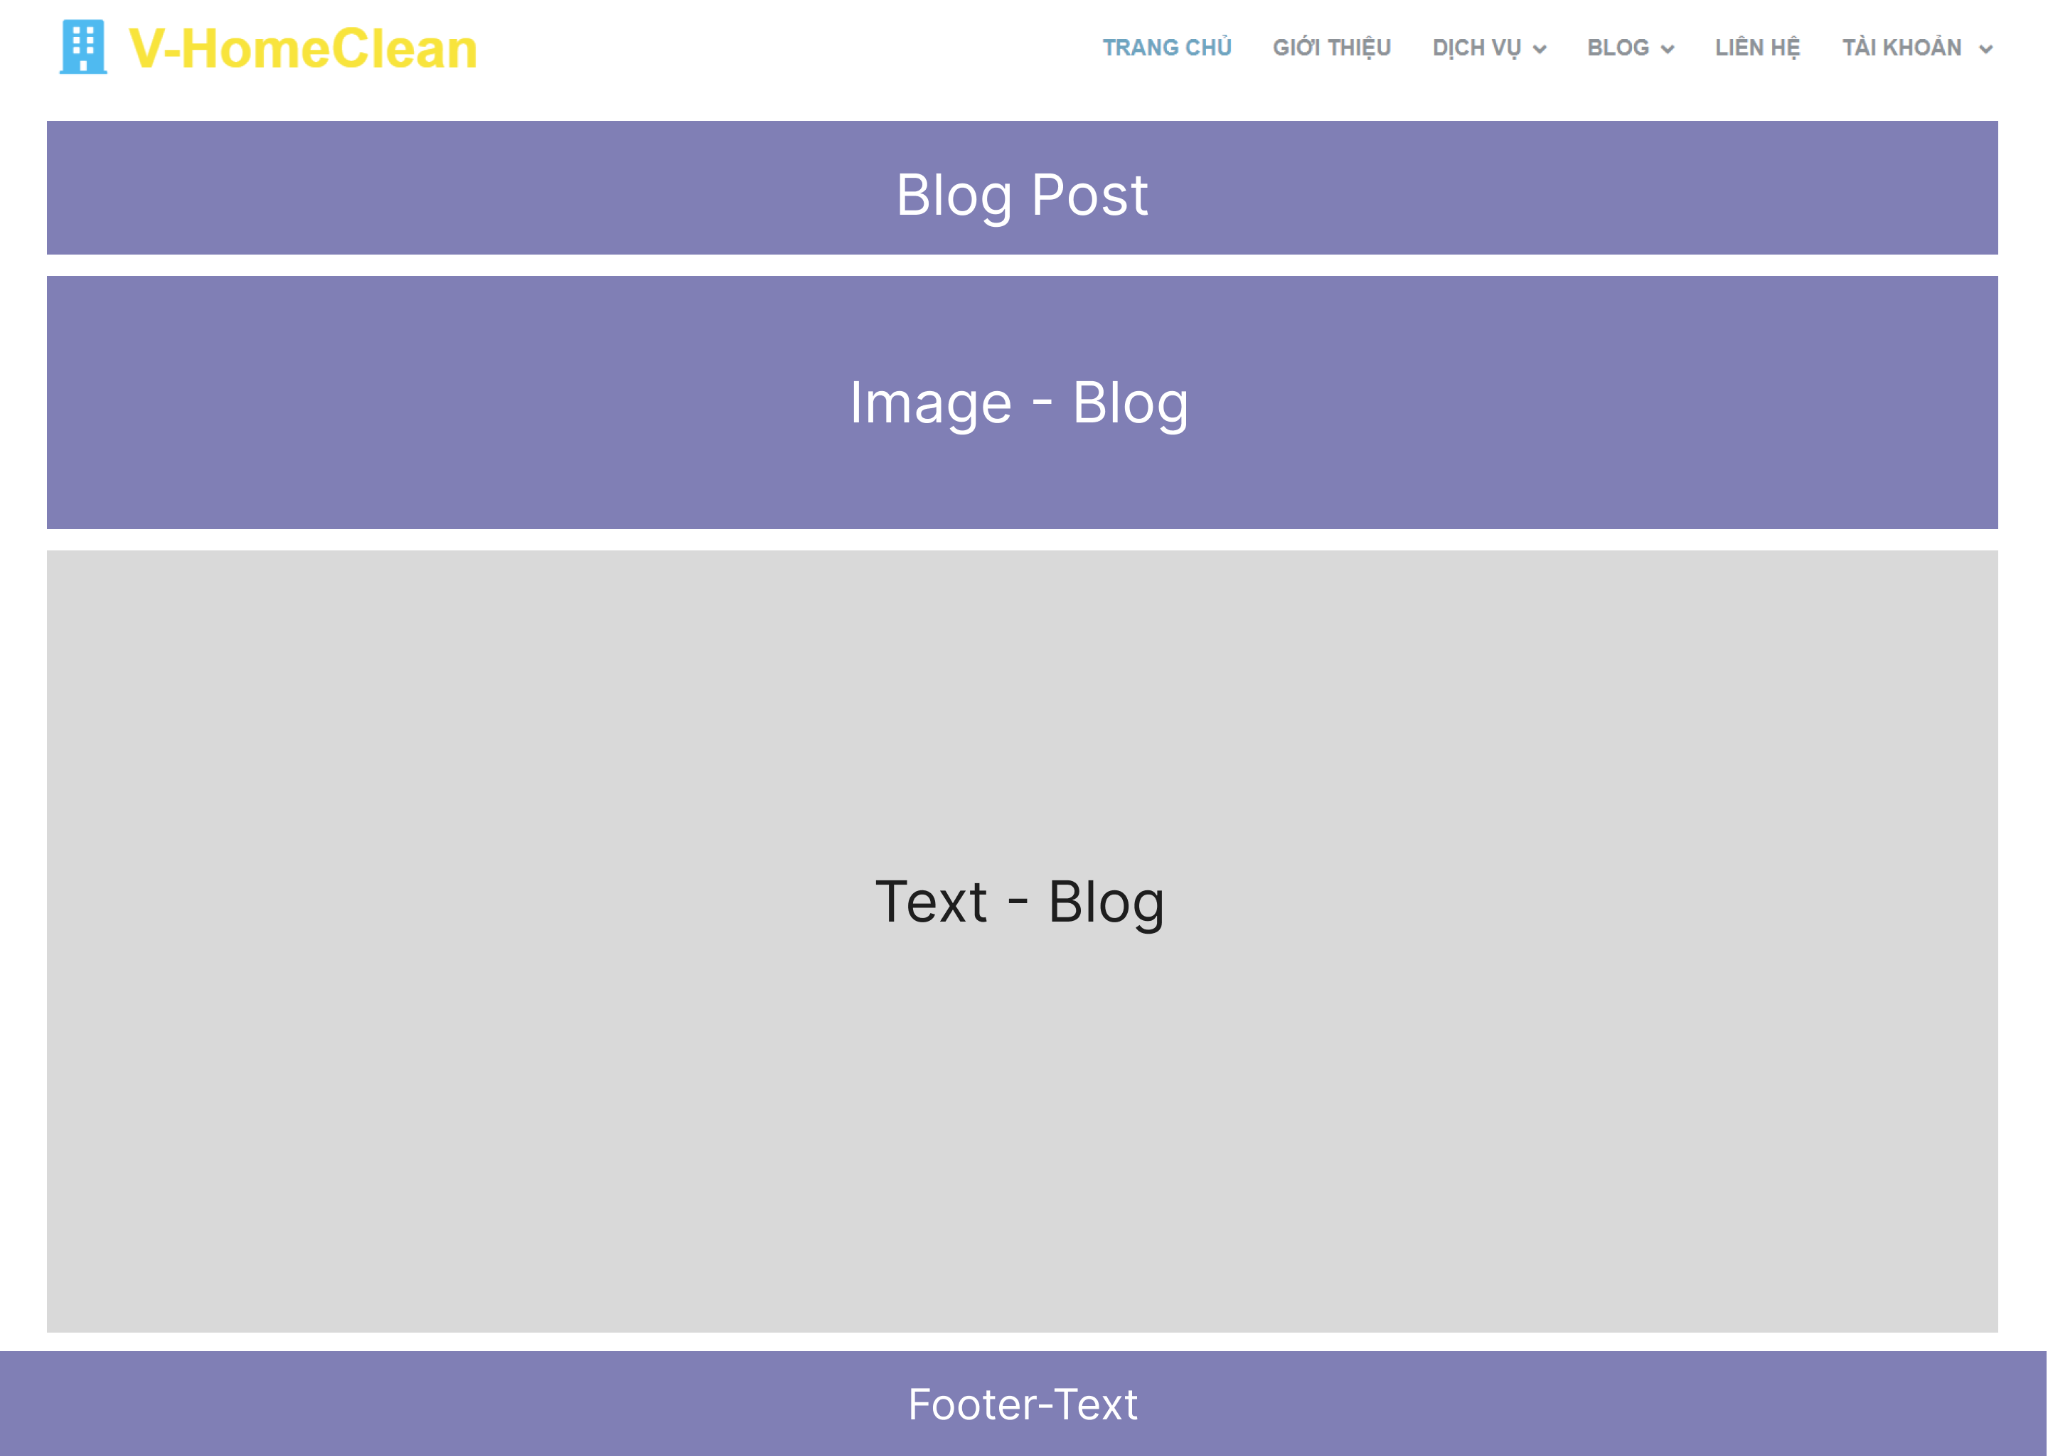 V-HomeClean
TRANG CHỦ GIỚI THIỆU DỊCH VỤ BLOG LIÊN HỆ TÀI KHOẢN
Blog Post
Image - Blog
Text - Blog
Footer-Text